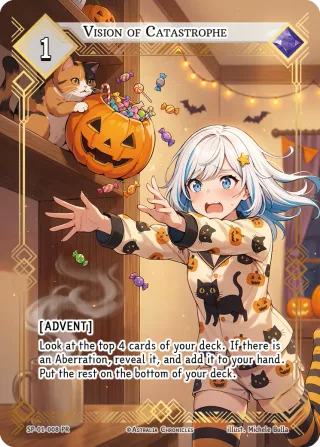 Vision of Catastrophe
1
[ADVENT]
Look at the top 4 cards of your deck. If there is
an Aberration, reveal it, and add it to your hand.
Put the rest on the bottom of your deck.
SP-01-008 PR
©Astralia Chronicles
illust. Michele Bulla